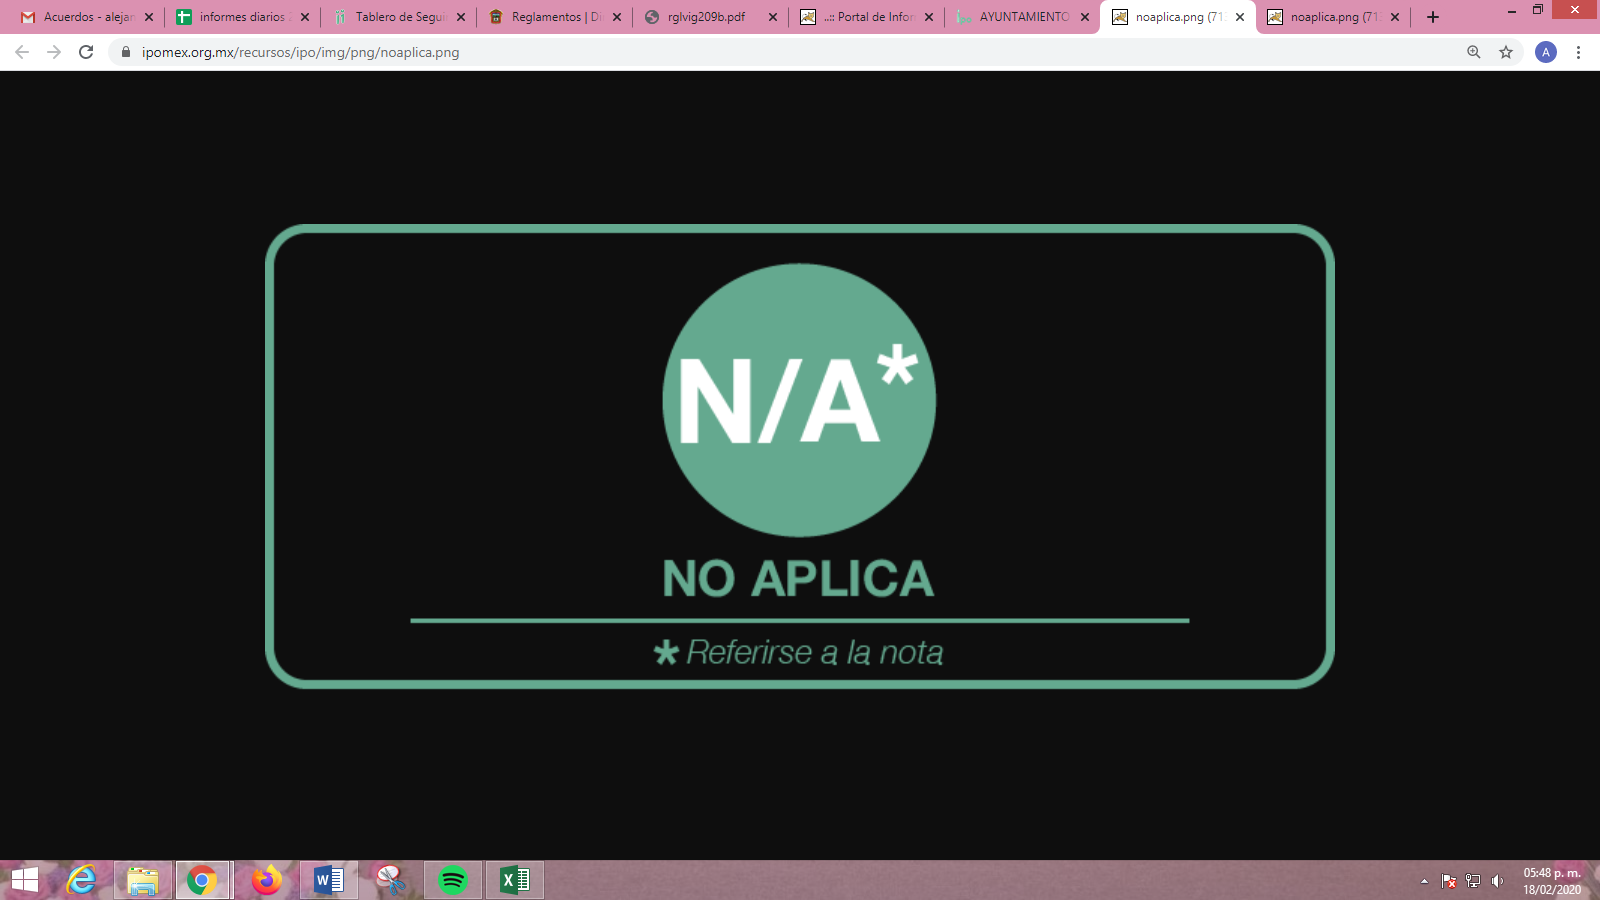 Acuerdos - alejar
informes diarios 2
Tablero de Segui
Reglamentos | Di
rglvig209b.pdf
..:: Portal de Infor
AYUNTAMIENTO
noaplica.png (71
noaplica.png (71
ipomex.org.mx/recursos/ipo/img/png/noaplica.png
A
N/A*
NO APLICA
* Referirse a la nota
05:48 p. m.
18/02/2020